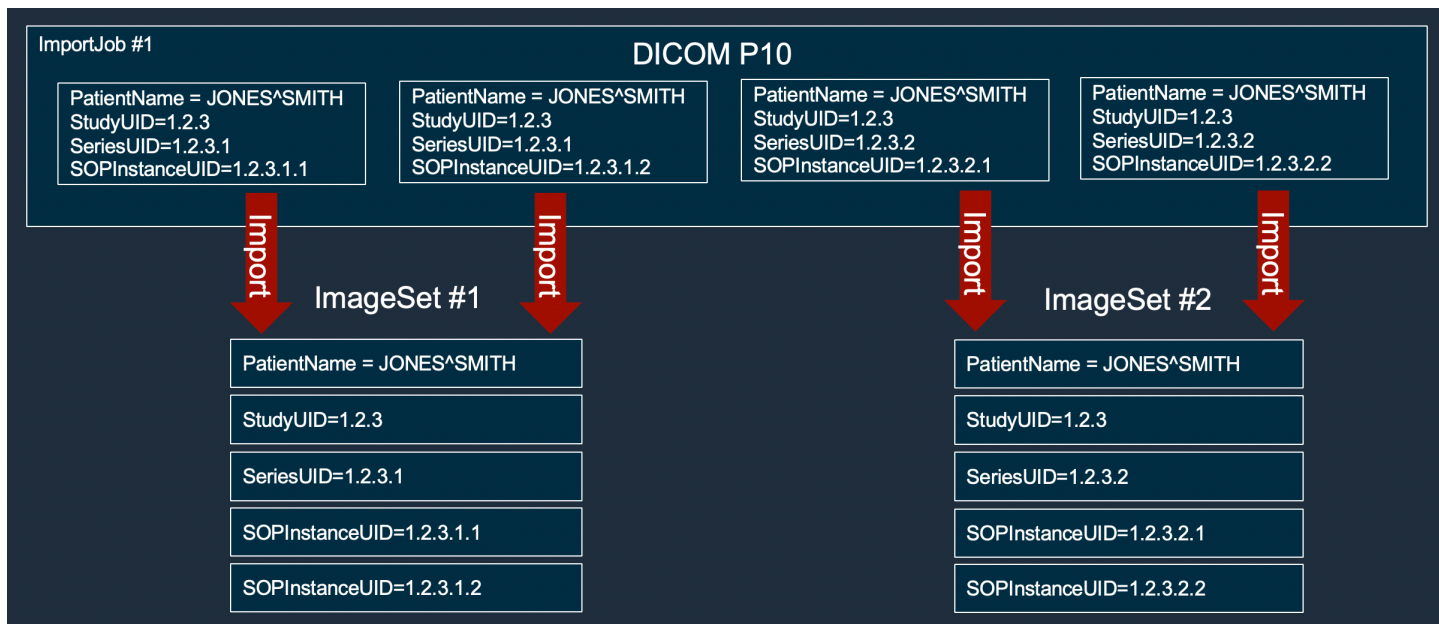 ImportJob #1
DICOM P10
PatientName = JONES^SMITH
StudyUID=1.2.3
SeriesUID=1.2.3.1
SOPInstanceUID=1.2.3.1.1
PatientName = JONES^SMITH
StudyUID=1.2.3
SeriesUID=1.2.3.1
SOPInstanceUID=1.2.3.1.2
PatientName = JONES^SMITH
StudyUID=1.2.3
SeriesUID=1.2.3.2
SOPInstanceUID=1.2.3.2.1
PatientName = JONES^SMITH
StudyUID=1.2.3
SeriesUID=1.2.3.2
SOPInstanceUID=1.2.3.2.2
Import
Import
Import
Import
ImageSet #1
PatientName = JONES^SMITH
StudyUID=1.2.3
SeriesUID=1.2.3.1
SOPInstanceUID=1.2.3.1.1
SOPInstanceUID=1.2.3.1.2
ImageSet #2
PatientName = JONES^SMITH
StudyUID=1.2.3
SeriesUID=1.2.3.2
SOPInstanceUID=1.2.3.2.1
SOPInstanceUID=1.2.3.2.2